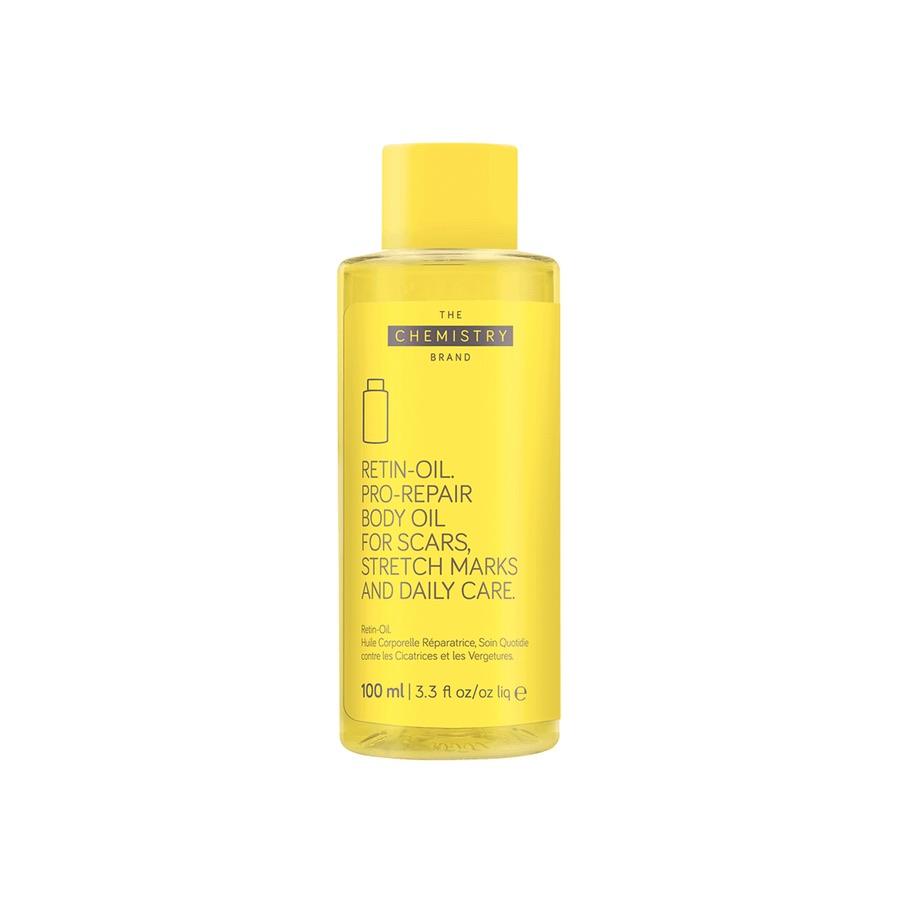 THE
CHEMISTRY
BRAND
RETIN-OIL.
PRO-REPAIR
BODY OIL
FOR SCARS,
STRETCH MARKS
AND DAILY CARE.
Retin-Oil.
Huile Corporelle Réparatrice, Soin Quotidie
contre les Cicatrices et les Vergetures.
100 ml | 3.3 fl oz/oz liq ℮